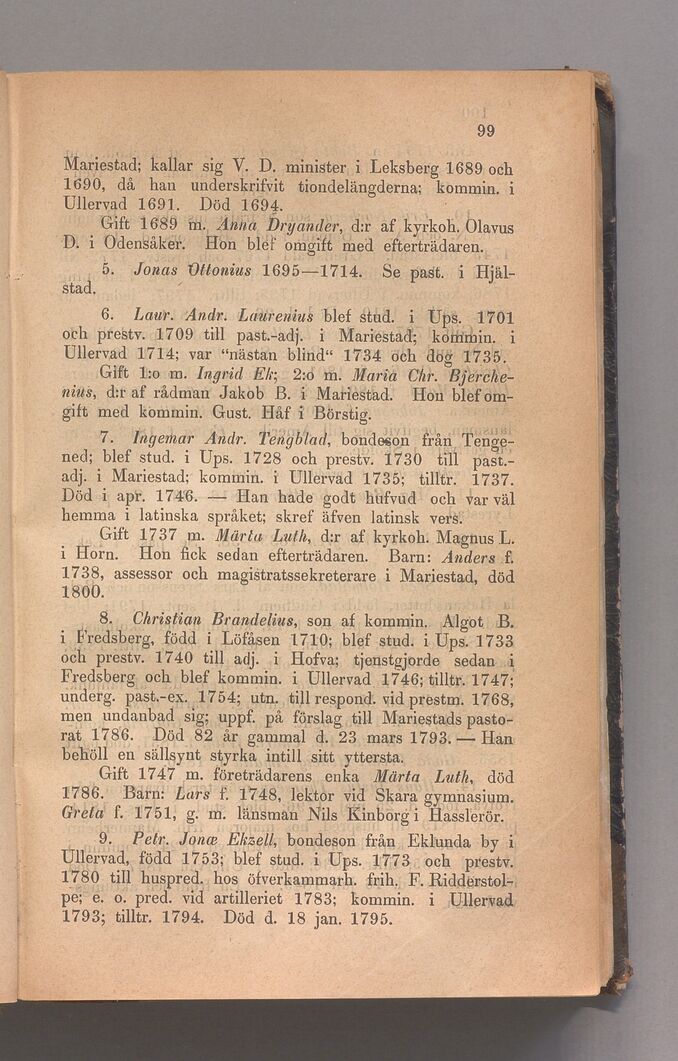 99
Mariestad; kallar sig V. D. minister i Leksberg 1689 och
1690, då han underskrifvit tiondelängderna; kommin. i
Ullervad 1691. Död 1694.
Gift 1689 m. Anna Dryander, d:r af kyrkoh. Olavus
D. i Odensåker. Hon blef omgift med efterträdaren.
5. Jonas Ottonius 1695—1714. Se past. i Hjäl-
stad.
6. Laur. Andr. Laurenius blef stud. i Ups. 1701
och prestv. 1709 till past.-adj. i Mariestad; kommin. i
Ullervad 1714; var “nästan blind“ 1734 och dog 1735.
Gift 1:o m. Ingrid Ek; 2:o m. Maria Chr. Bjerche-
nius, d:r af rådman Jakob B. i Mariestad. Hon blef om-
gift med kommin. Gust. Håf i Börstig.
7. Ingemar Andr. Tengblad, bondeson från Tenge-
ned; blef stud. i Ups. 1728 och prestv. 1730 till past.-
adj. i Mariestad; kommin. i Ullervad 1735; tilltr. 1737.
Död i apr. 1746. — Han hade godt hufvud och var väl
hemma i latinska språket; skref äfven latinsk vers.
Gift 1737 m. Märta Luth, d:r af kyrkoh. Magnus L.
i Horn. Hon fick sedan efterträdaren. Barn: Anders f.
1738, assessor och magistratssekreterare i Mariestad, död
1800.
8. Christian Brandelius, son af kommin. Algot B.
i Fredsberg, född i Löfåsen 1710; blef stud. i Ups. 1733
och prestv. 1740 till adj. i Hofva; tjenstgjorde sedan i
Fredsberg och blef kommin. i Ullervad 1746; tilltr. 1747;
underg. past.-ex. 1754; utn. till respond. vid prestm. 1768,
men undanbad sig; uppf. på förslag till Mariestads pasto-
rat 1786. Död 82 år gammal d. 23 mars 1793. — Han
behöll en sällsynt styrka intill sitt yttersta.
Gift 1747 m. företrädarens enka Märta Luth, död
1786. Barn: Lars f. 1748, lektor vid Skara gymnasium.
Greta f. 1751, g. m. länsman Nils Kinborg i Hasslerör.
9. Petr. Jonæ Ekzell, bondeson från Eklunda by i
Ullervad, född 1753; blef stud. i Ups. 1773 och prestv.
1780 till huspred. hos öfverkammarh. frih. F. Ridderstol-
pe; e. o. pred. vid artilleriet 1783; kommin. i Ullervad
1793; tilltr. 1794. Död d. 18 jan. 1795.